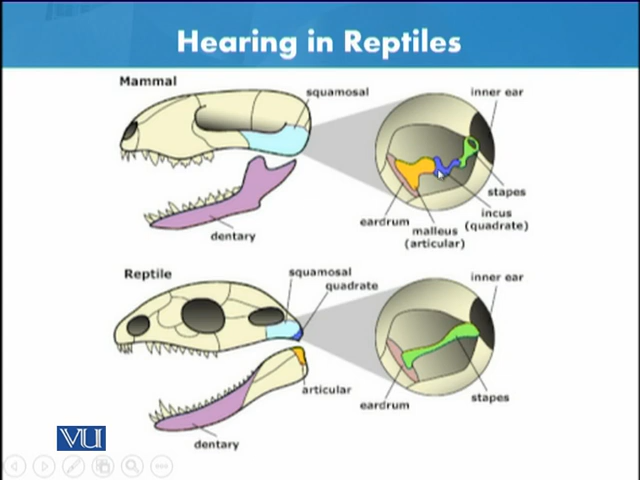 Hearing in Reptiles
Mammal
squamosal
inner ear
stapes
incus
(quadrate)
eardrum
malleus
(articular)
dentary
Reptile
squamosal
quadrate
inner ear
articular
eardrum
stapes
dentary
VU